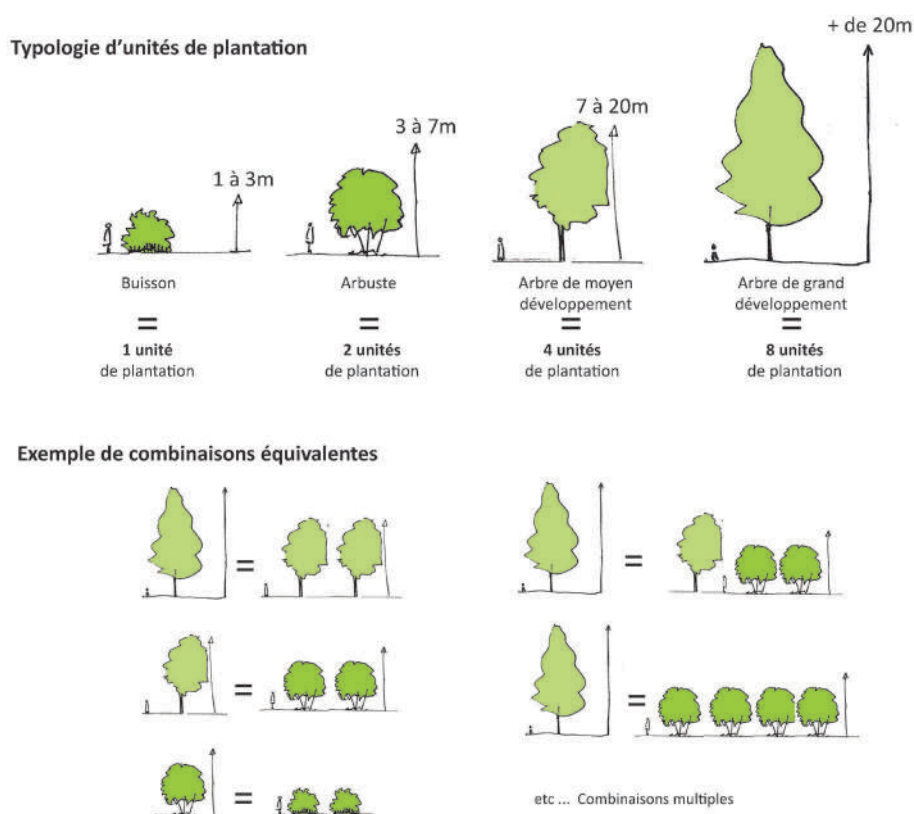 Typologie d'unités de plantation
+ de 20m
7 à 20m
3 à 7m
1 à 3m
Buisson
=
1 unité
de plantation
Arbuste
=
2 unités
de plantation
Arbre de moyen
développement
=
4 unités
de plantation
Arbre de grand
développement
=
8 unités
de plantation
Exemple de combinaisons équivalentes
=
=
=
=
=
etc ... Combinaisons multiples